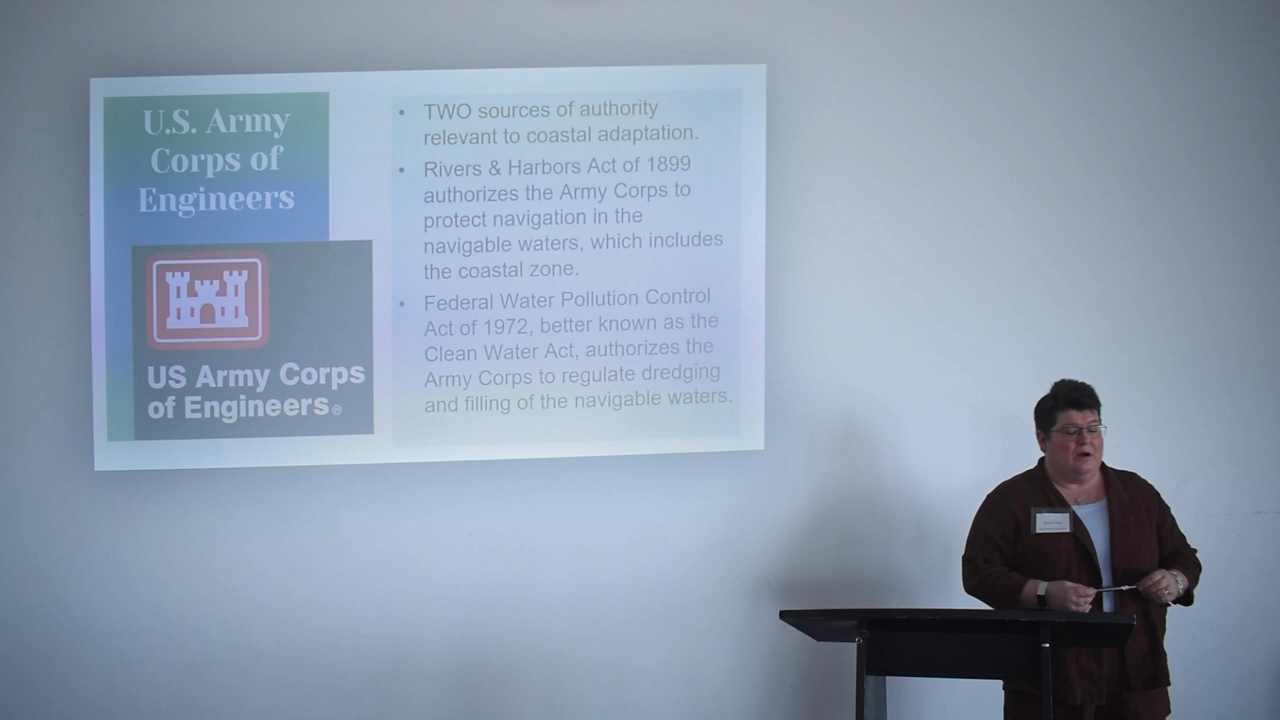 U.S. Army
Corps of
Engineers
US Army Corps
of Engineers®
• TWO sources of authority
relevant to coastal adaptation.
• Rivers & Harbors Act of 1899
authorizes the Army Corps to
protect navigation in the
navigable waters, which includes
the coastal zone.
• Federal Water Pollution Control
Act of 1972, better known as the
Clean Water Act, authorizes the
Army Corps to regulate dredging
and filling of the navigable waters.